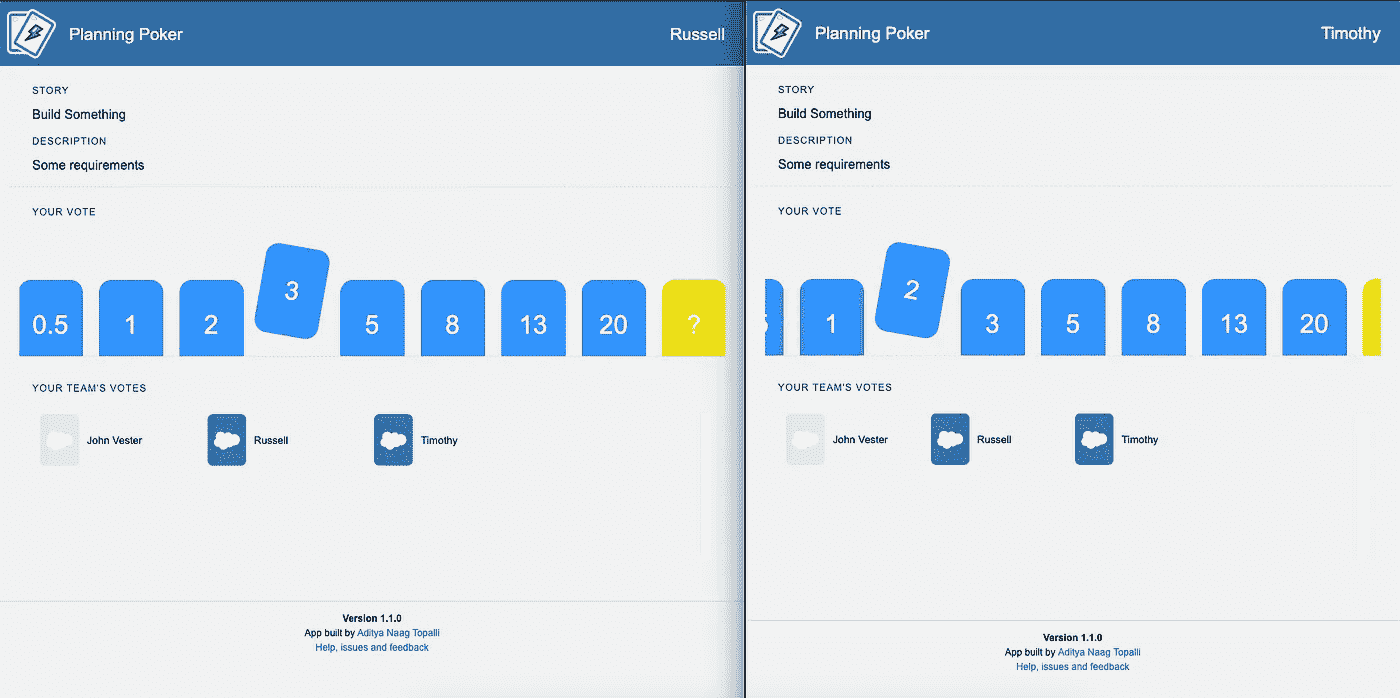 Planning Poker
Russell
STORY
Build Something
DESCRIPTION
Some requirements
YOUR VOTE
0.5 1 2 3 5 8 13 20 ?
YOUR TEAM'S VOTES
John Vester Russell Timothy
Version 1.1.0
App built by Aditya Naag Topalli
Help, issues and feedback
Planning Poker
Timothy
STORY
Build Something
DESCRIPTION
Some requirements
YOUR VOTE
1 2 3 5 8 13 20
YOUR TEAM'S VOTES
John Vester Russell Timothy
Version 1.1.0
App built by Aditya Naag Topalli
Help, issues and feedback